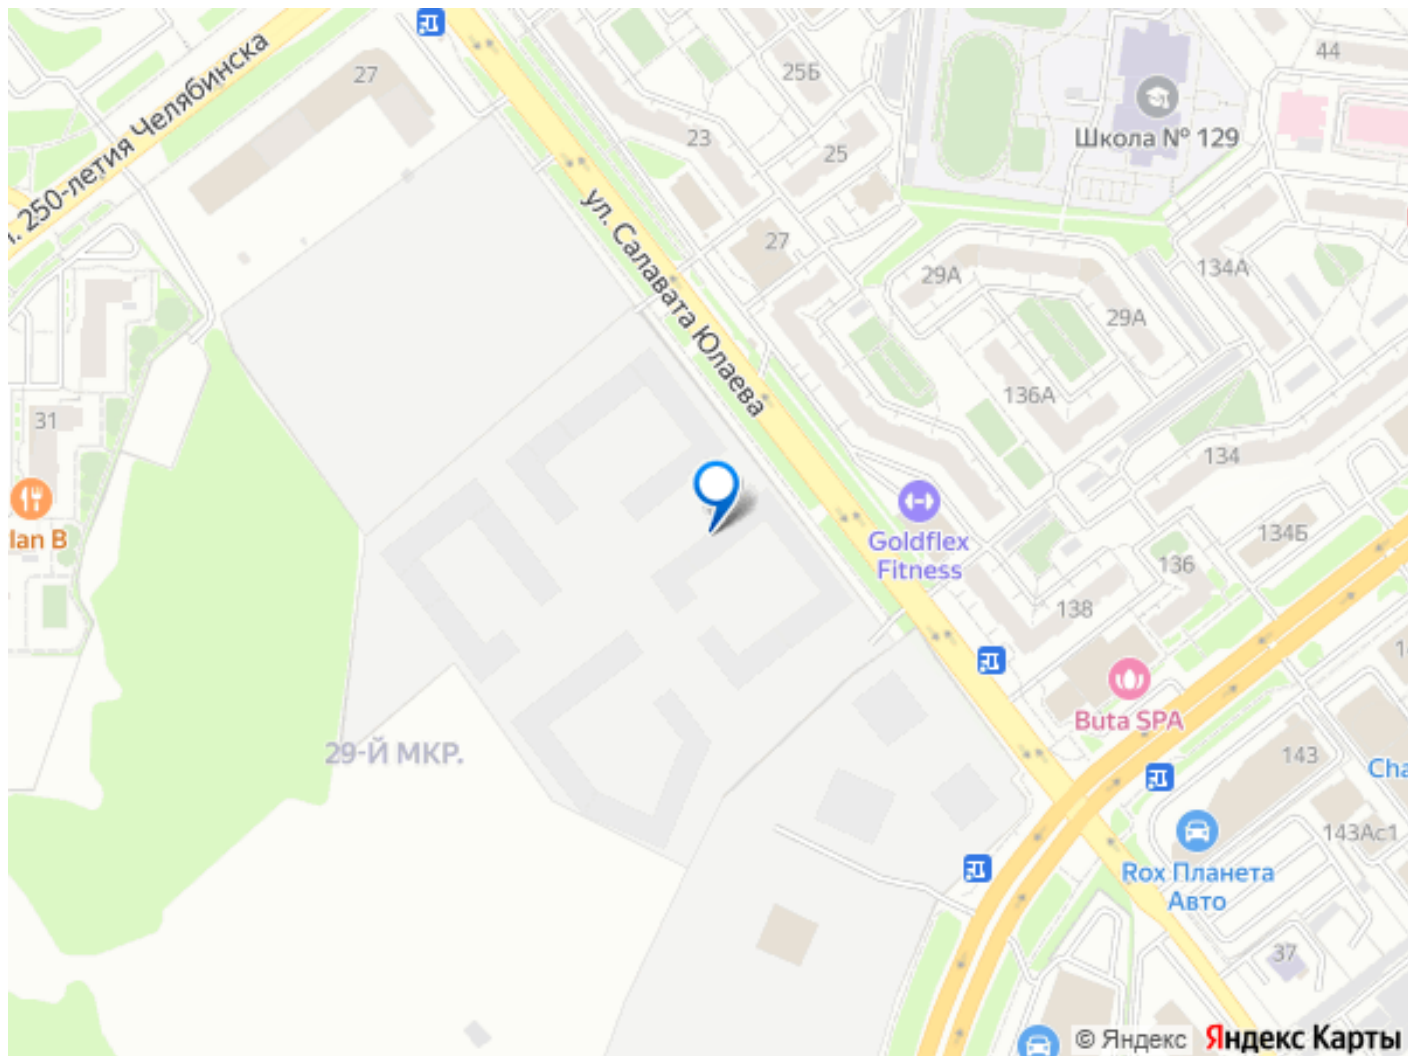 27
л. 250-летия Челябинска
25Б
44
Школа № 129
23
25
ул. Салавата Юлаева
27
29А
134А
29А
136А
31
134
lan B
Goldflex
Fitness
134Б
136
138
Buta SPA
29-Й МКР.
143
Cha
143Ас1
Rox Планета
Авто
37
© Яндекс
Яндекс Карты